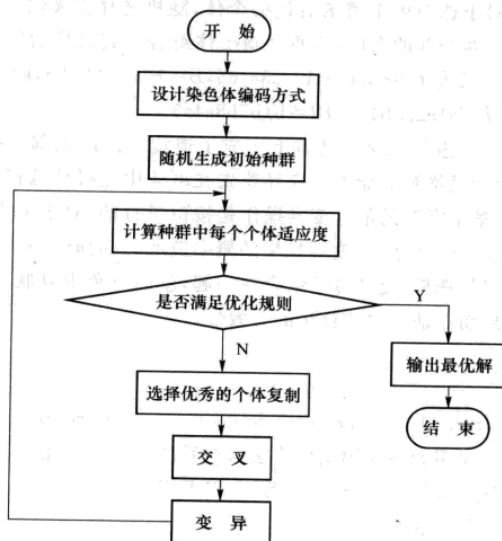 开 始
设计染色体编码方式
随机生成初始种群
计算种群中每个个体适应度
是否满足优化规则
Y
N
输出最优解
选择优秀的个体复制
结 束
交 叉
变 异